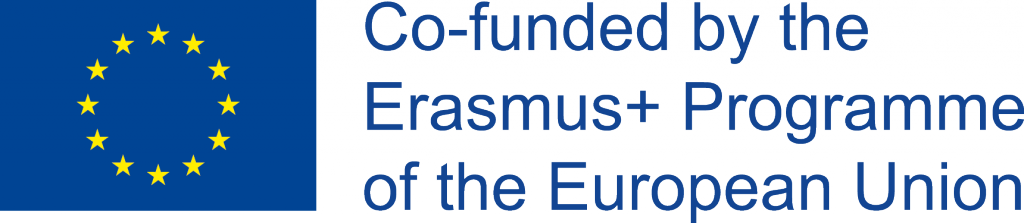 Co-funded by the
Erasmus+ Programme
of the European Union